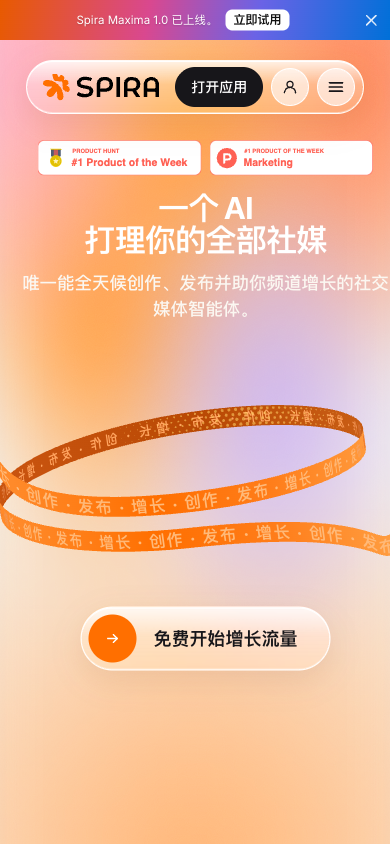 Spira Maxima 1.0 已上线。 立即试用
SPIRA 打开应用
PRODUCT HUNT
#1 Product of the Week
#1 PRODUCT OF THE WEEK
Marketing
一个 AI
打理你的全部社媒
唯一能全天候创作、发布并助你频道增长的社交
媒体智能体。
创作 · 发布 · 增长 · 创作 · 发布 · 增长 · 创作
创作 · 发布 · 增长 · 创作 · 发布 · 增长 · 创作 · 发布 · 增长
免费开始增长流量